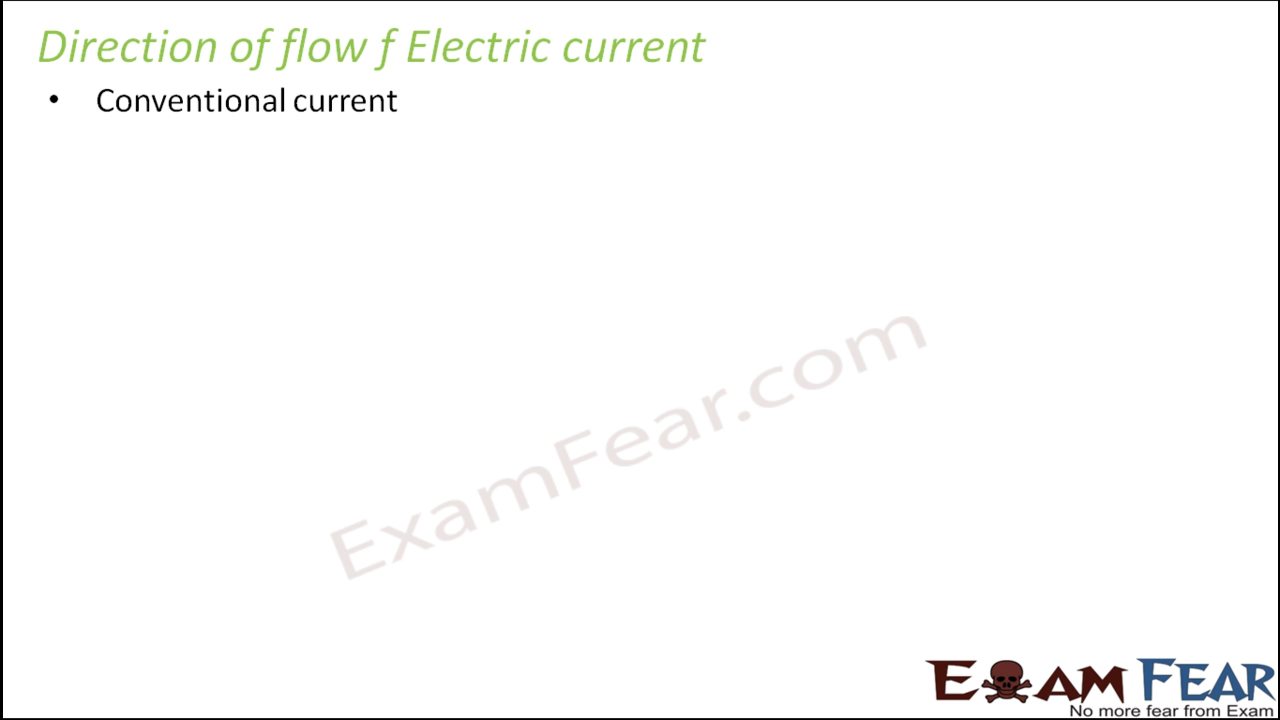 Direction of flow f Electric current
• Conventional current
ExamFear.com
EXAM FEAR
No more fear from Exam